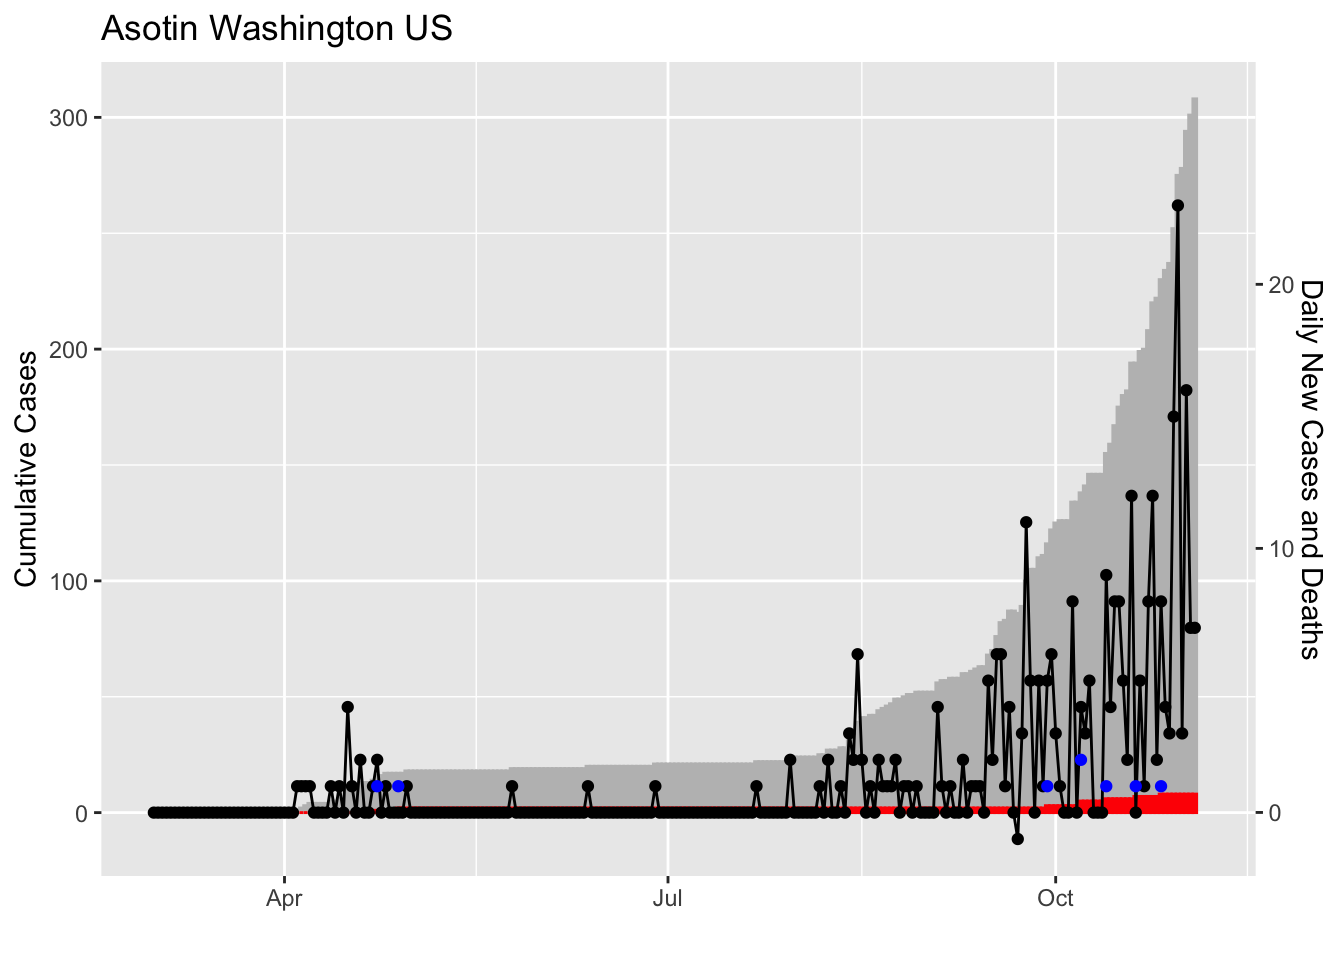 Asotin Washington US
300
200
100
0
Cumulative Cases
20
10
0
Daily New Cases and Deaths
Apr
Jul
Oct